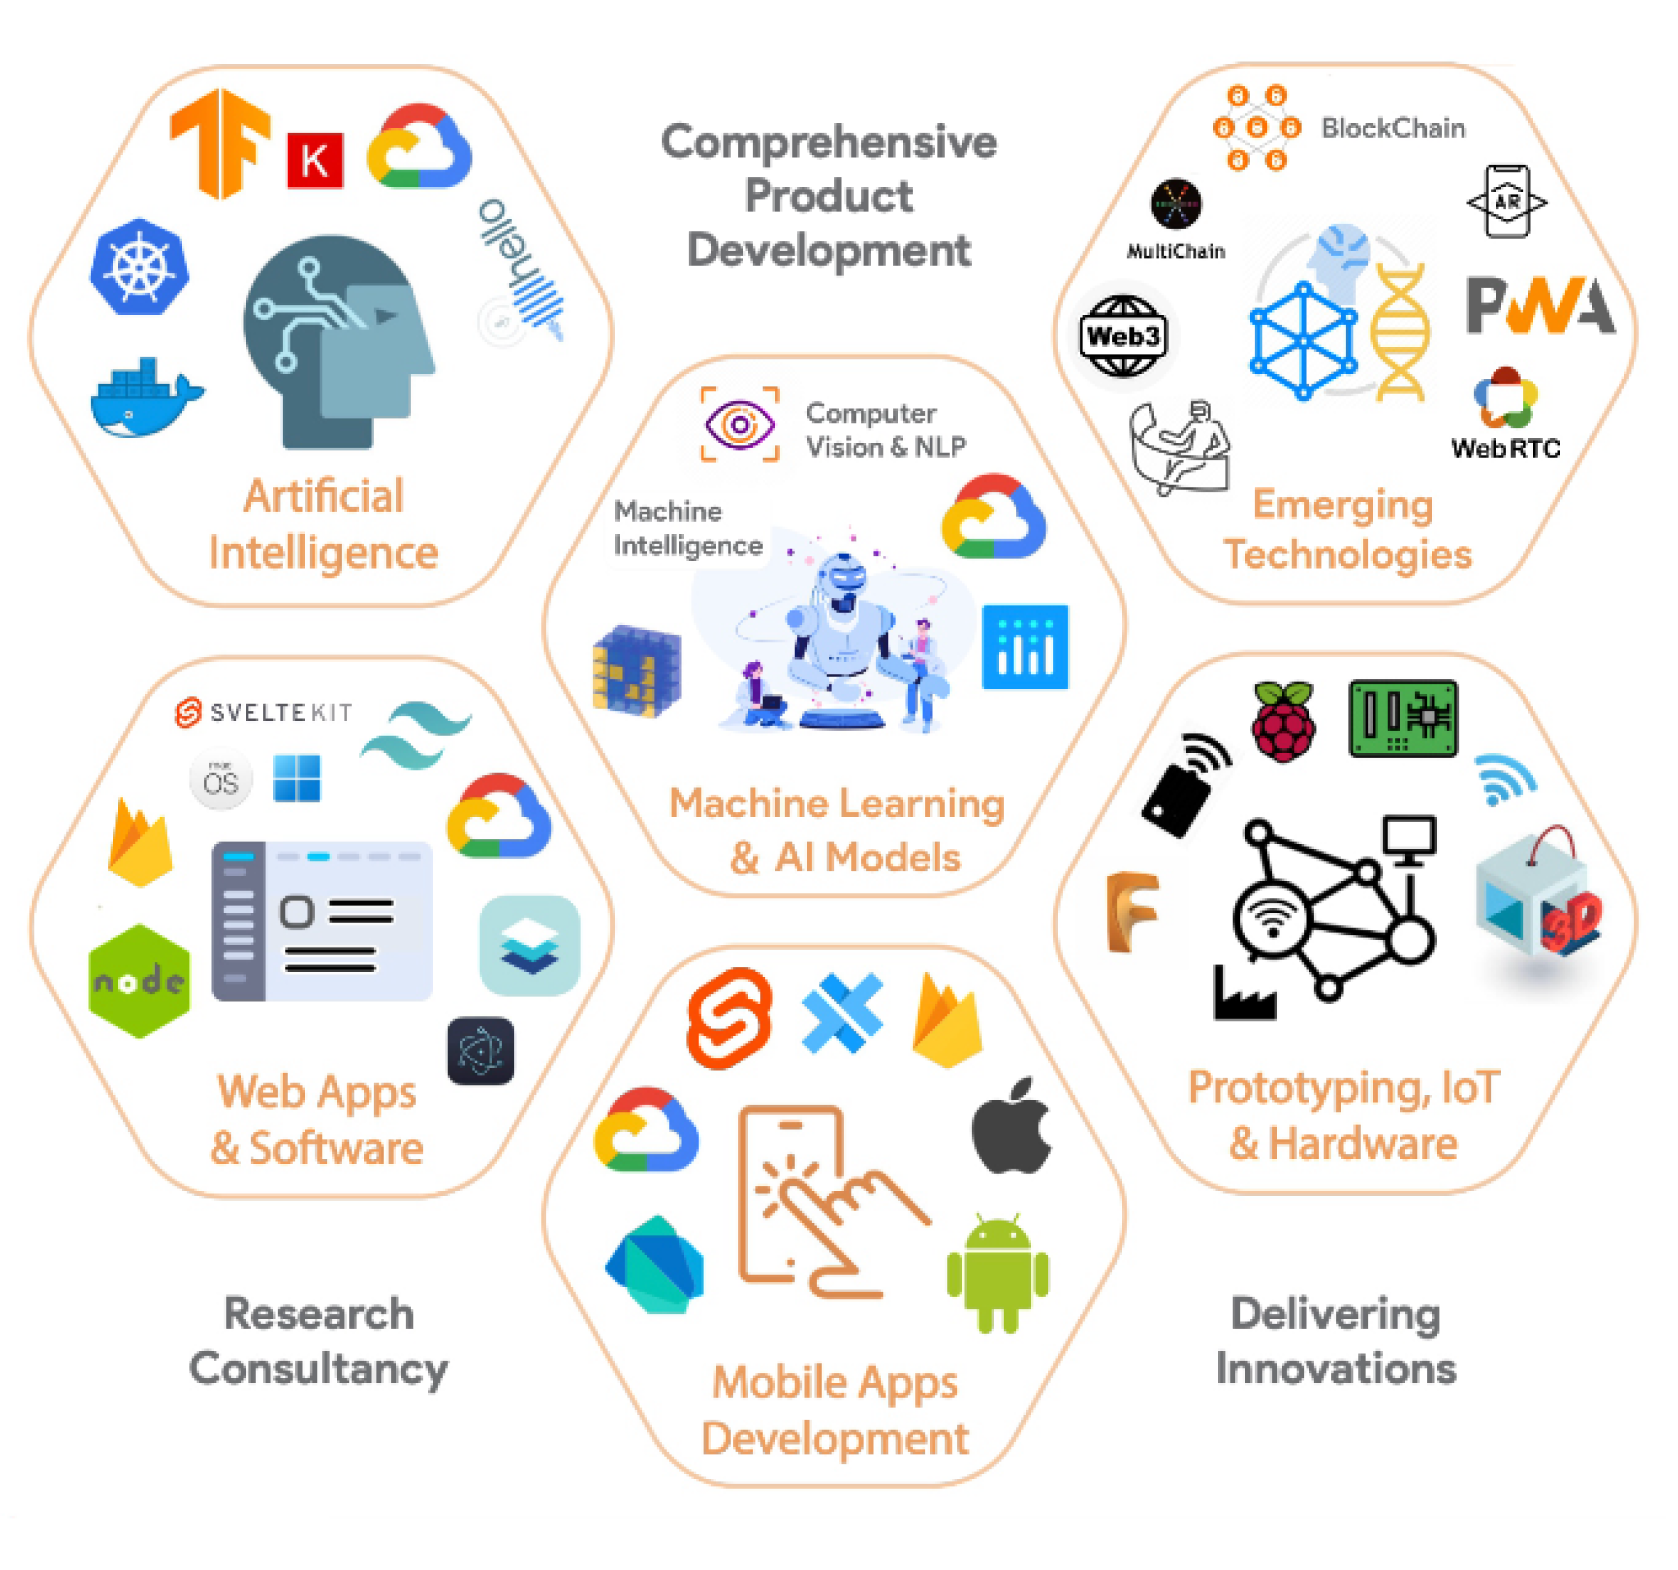 Comprehensive
Product
Development
K
hello
Artificial
Intelligence
BlockChain
MultiChain
AR
Web3
PWA
WebRTC
Emerging
Technologies
Computer
Vision & NLP
Machine
Intelligence
Machine Learning
& AI Models
SVELTEKIT
macOS
node
Web Apps
& Software
3D
Prototyping, IoT
& Hardware
Mobile Apps
Development
Research
Consultancy
Delivering
Innovations